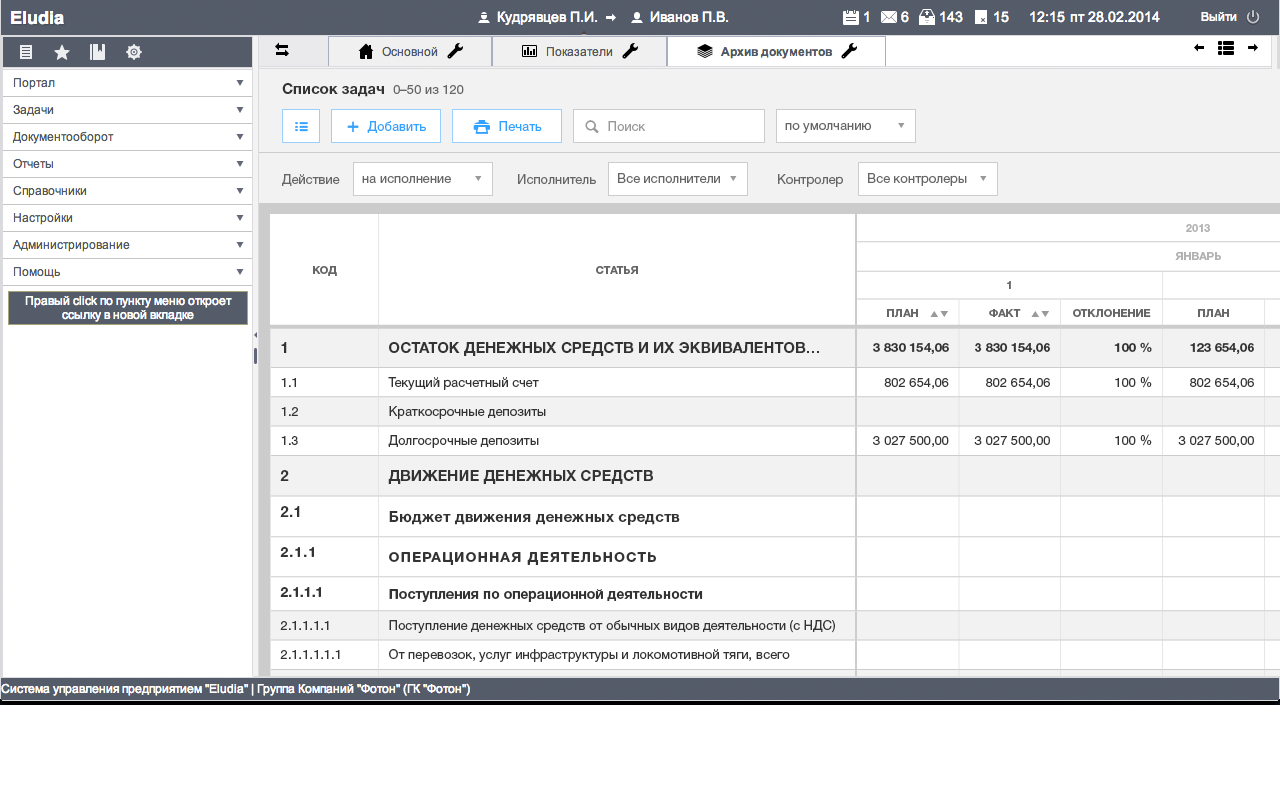 Eludia
Кудрявцев П.И. Иванов П.В. 1 6 143 15 12:15 пт 28.02.2014 Выйти
Основной Показатели Архив документов
Портал
Задачи
Документооборот
Отчеты
Справочники
Настройки
Администрирование
Помощь
Правый click по пункту меню откроет
ссылку в новой вкладке
Список задач 0–50 из 120
Добавить Печать Поиск по умолчанию
Действие на исполнение Исполнитель Все исполнители Контролер Все контролеры
2013
ЯНВАРЬ
КОД СТАТЬЯ
1
ПЛАН ФАКТ ОТКЛОНЕНИЕ ПЛАН
1 ОСТАТОК ДЕНЕЖНЫХ СРЕДСТВ И ИХ ЭКВИВАЛЕНТОВ… 3 830 154,06 3 830 154,06 100 % 123 654,06
1.1 Текущий расчетный счет 802 654,06 802 654,06 100 % 802 654,06
1.2 Краткосрочные депозиты
1.3 Долгосрочные депозиты 3 027 500,00 3 027 500,00 100 % 3 027 500,00
2 ДВИЖЕНИЕ ДЕНЕЖНЫХ СРЕДСТВ
2.1 Бюджет движения денежных средств
2.1.1 ОПЕРАЦИОННАЯ ДЕЯТЕЛЬНОСТЬ
2.1.1.1 Поступления по операционной деятельности
2.1.1.1.1 Поступление денежных средств от обычных видов деятельности (с НДС)
2.1.1.1.1.1 От перевозок, услуг инфраструктуры и локомотивной тяги, всего
Система управления предприятием "Eludia" | Группа Компаний "Фотон" (ГК "Фотон")